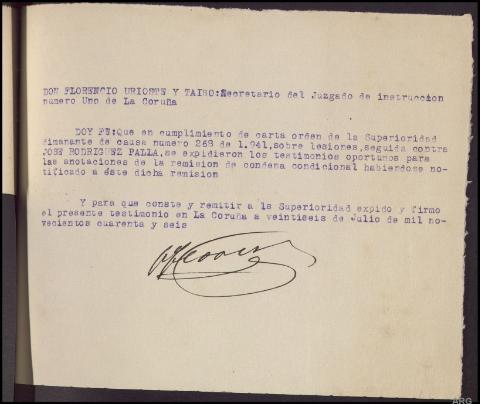 DON FLORENCIO URIOSTE Y TAIBO:Secretario del Juzgado de instruccion
numero Uno de La Coruña
DOY FE:Que en cumplimiento de carta orden de la Superioridad
dimanante de causa numero 263 de 1.941,sobre lesiones,seguida contra
JOSE RODRIGUEZ PALLA,se expidieron los testimonios oportunos para
las anotaciones de la remision de condena condicional habiendose no-
tificado a éste dicha remision
Y para que conste y remitir a la Superioridad expido y firmo
el presente testimonio en La Coruña a veintiseis de Julio de mil no-
vecientos cuarenta y seis
ARG